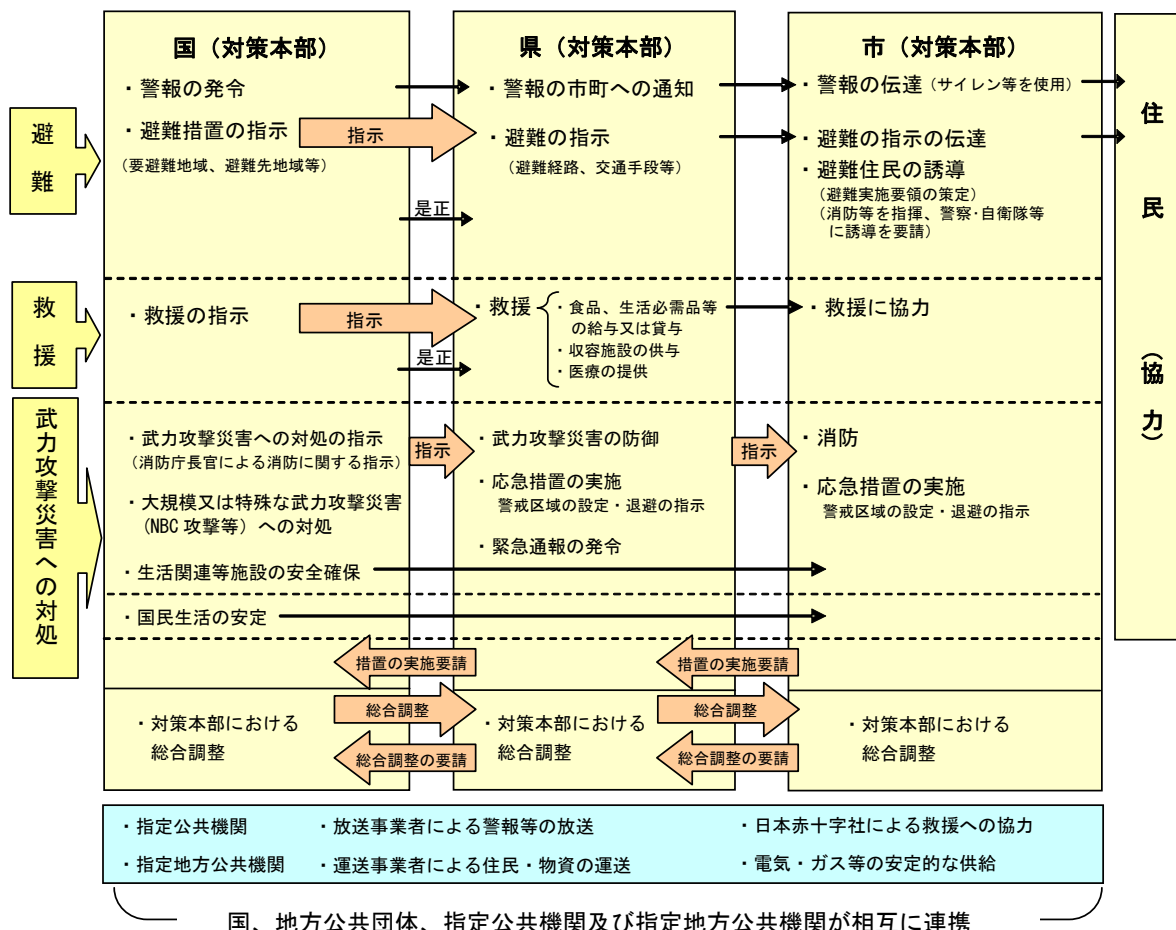 国（対策本部）
県（対策本部）
市（対策本部）
避難
・警報の発令
・警報の市町への通知
・警報の伝達（サイレン等を使用）
・避難措置の指示
（要避難地域、避難先地域等）
指示
・避難の指示
（避難経路、交通手段等）
・避難の指示の伝達
・避難住民の誘導
（避難実施要領の策定）
（消防等を指揮、警察･自衛隊等
に誘導を要請）
是正
住民（協力）
救援
・救援の指示
指示
・救援
・食品、生活必需品等
の給与又は貸与
・収容施設の供与
・医療の提供
・救援に協力
是正
武力攻撃災害への対処
・武力攻撃災害への対処の指示
（消防庁長官による消防に関する指示）
指示
・武力攻撃災害の防御
指示
・消防
・大規模又は特殊な武力攻撃災害
（NBC攻撃等）への対処
・応急措置の実施
警戒区域の設定・退避の指示
・応急措置の実施
警戒区域の設定・退避の指示
・緊急通報の発令
・生活関連等施設の安全確保
・国民生活の安定
措置の実施要請
措置の実施要請
総合調整
総合調整
・対策本部における
総合調整
・対策本部における
総合調整
・対策本部における
総合調整
総合調整の要請
総合調整の要請
・指定公共機関
・放送事業者による警報等の放送
・日本赤十字社による救援への協力
・指定地方公共機関
・運送事業者による住民・物資の運送
・電気・ガス等の安定的な供給
国、地方公共団体、指定公共機関及び指定地方公共機関が相互に連携